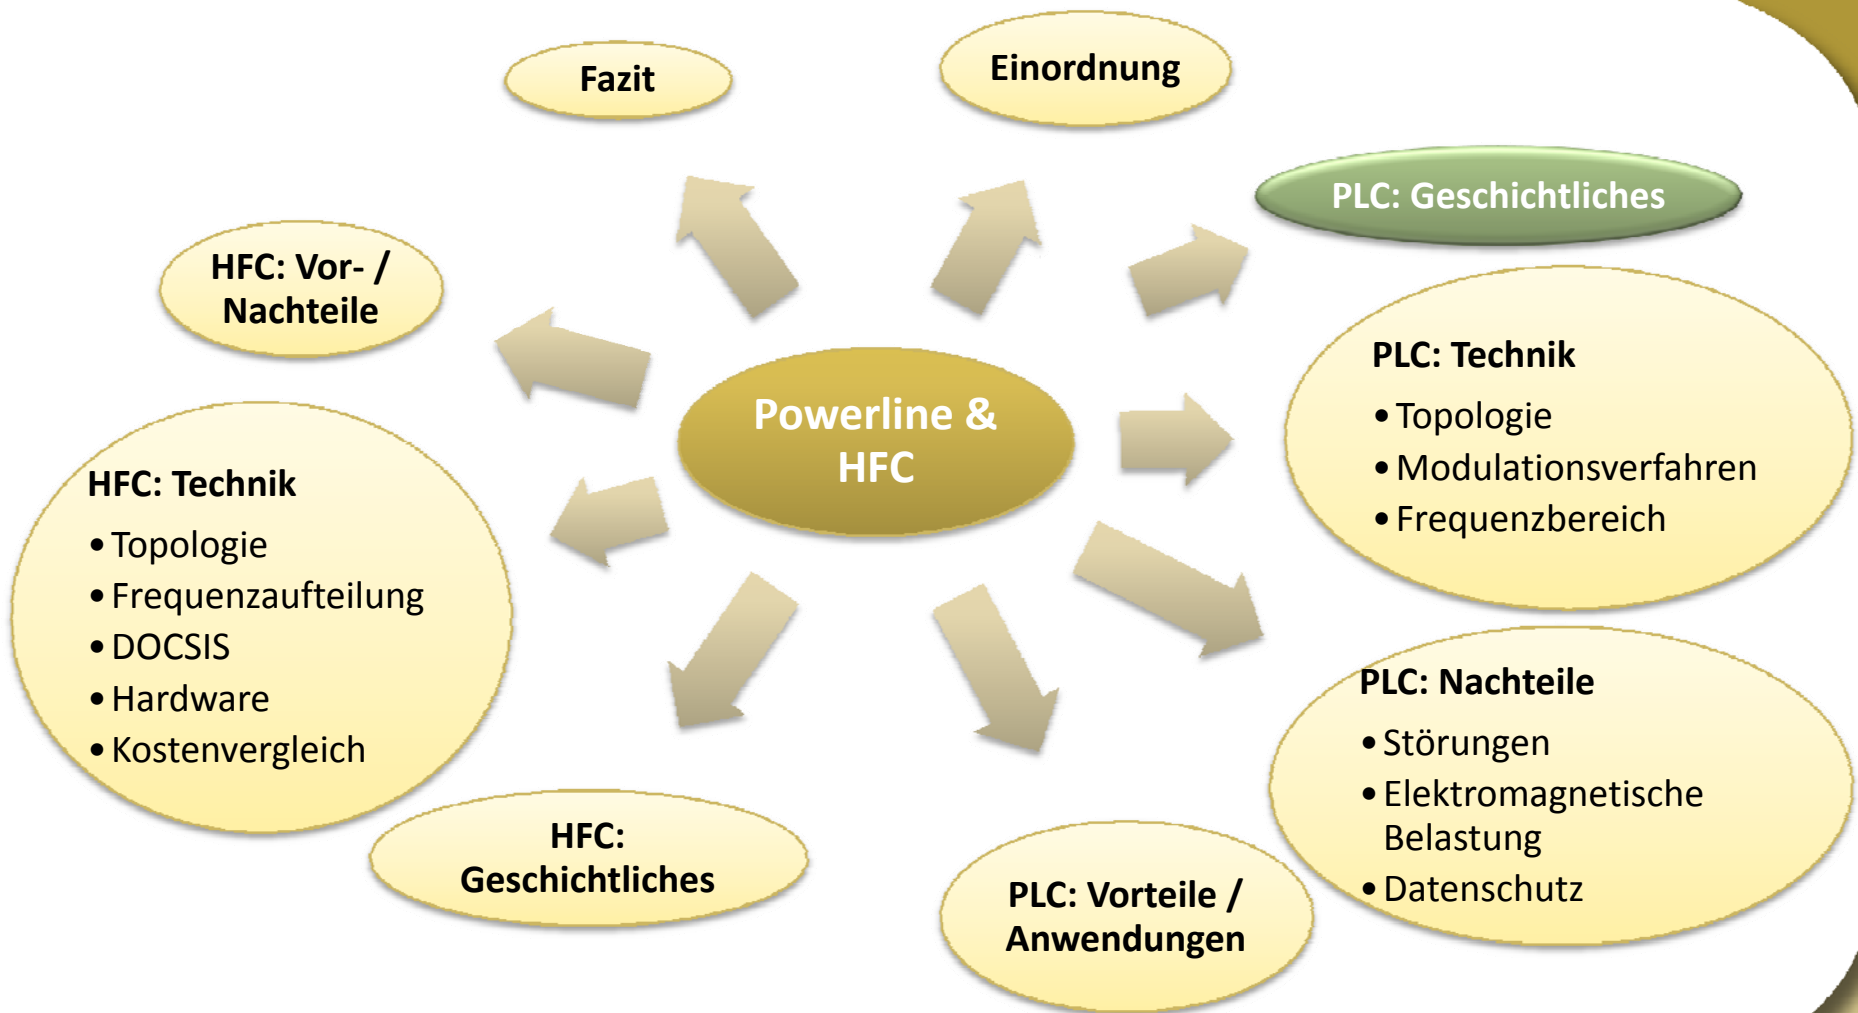 Fazit
Einordnung
PLC: Geschichtliches
HFC: Vor- /
Nachteile
Powerline &
HFC
PLC: Technik
• Topologie
• Modulationsverfahren
• Frequenzbereich
HFC: Technik
• Topologie
• Frequenzaufteilung
• DOCSIS
• Hardware
• Kostenvergleich
PLC: Nachteile
• Störungen
• Elektromagnetische
Belastung
• Datenschutz
HFC:
Geschichtliches
PLC: Vorteile /
Anwendungen